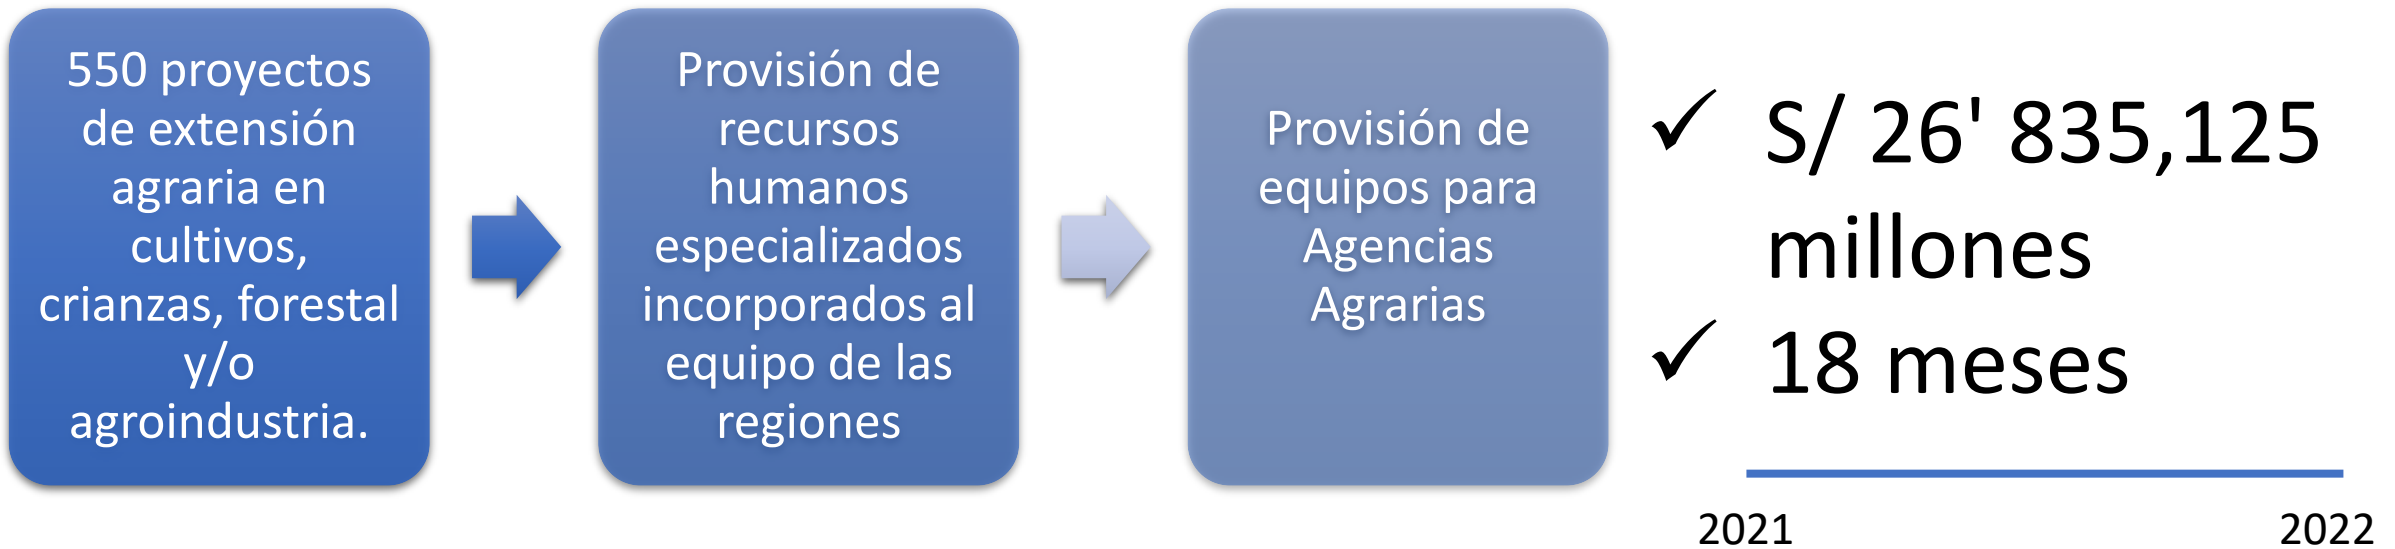 550 proyectos
de extensión
agraria en
cultivos,
crianzas, forestal
y/o
agroindustria.
Provisión de
recursos
humanos
especializados
incorporados al
equipo de las
regiones
Provisión de
equipos para
Agencias
Agrarias
✓ S/ 26' 835,125
millones
✓ 18 meses
2021 2022